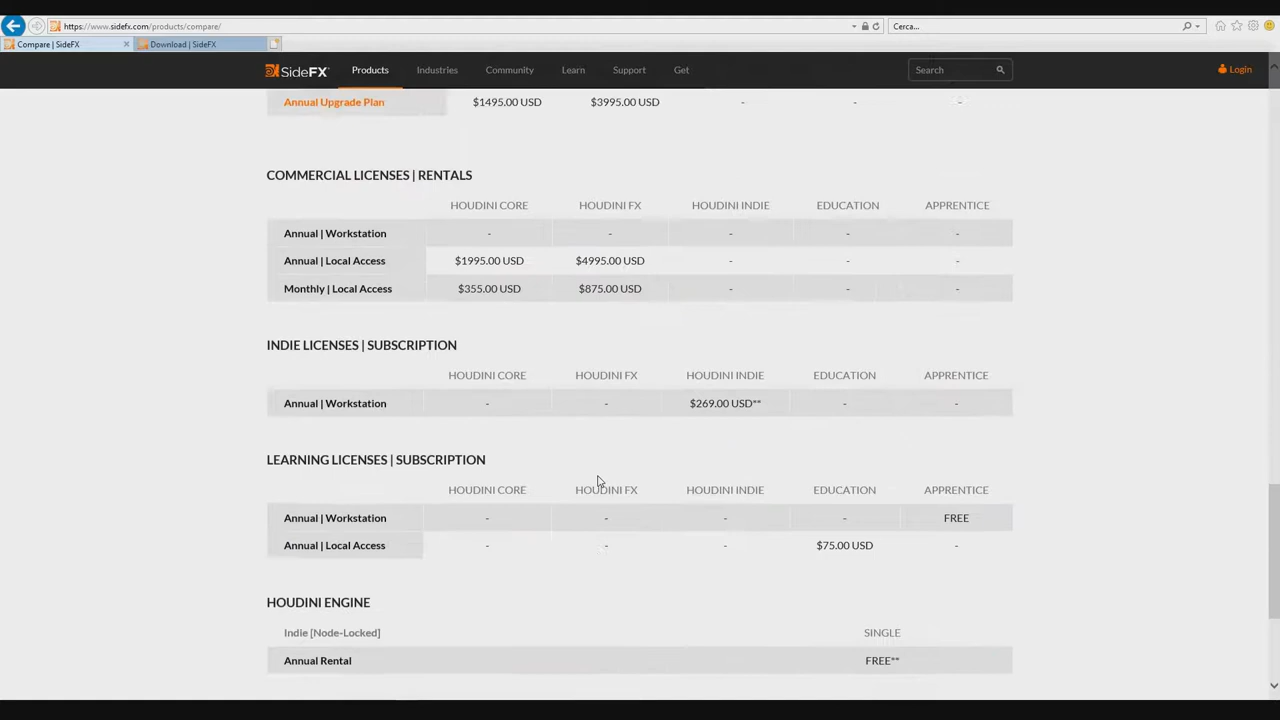 https://www.sidefx.com/products/compare/
Cerca...
Compare | SideFX
Download | SideFX
SideFX
Products
Industries
Community
Learn
Support
Get
Search
Login
Annual Upgrade Plan $1495.00 USD $3995.00 USD - - -
COMMERCIAL LICENSES | RENTALS
HOUDINI CORE HOUDINI FX HOUDINI INDIE EDUCATION APPRENTICE
Annual | Workstation - - - - -
Annual | Local Access $1995.00 USD $4995.00 USD - - -
Monthly | Local Access $355.00 USD $875.00 USD - - -
INDIE LICENSES | SUBSCRIPTION
HOUDINI CORE HOUDINI FX HOUDINI INDIE EDUCATION APPRENTICE
Annual | Workstation - - $269.00 USD** - -
LEARNING LICENSES | SUBSCRIPTION
HOUDINI CORE HOUDINI FX HOUDINI INDIE EDUCATION APPRENTICE
Annual | Workstation - - - - FREE
Annual | Local Access - - - $75.00 USD -
HOUDINI ENGINE
Indie [Node-Locked] SINGLE
Annual Rental FREE**